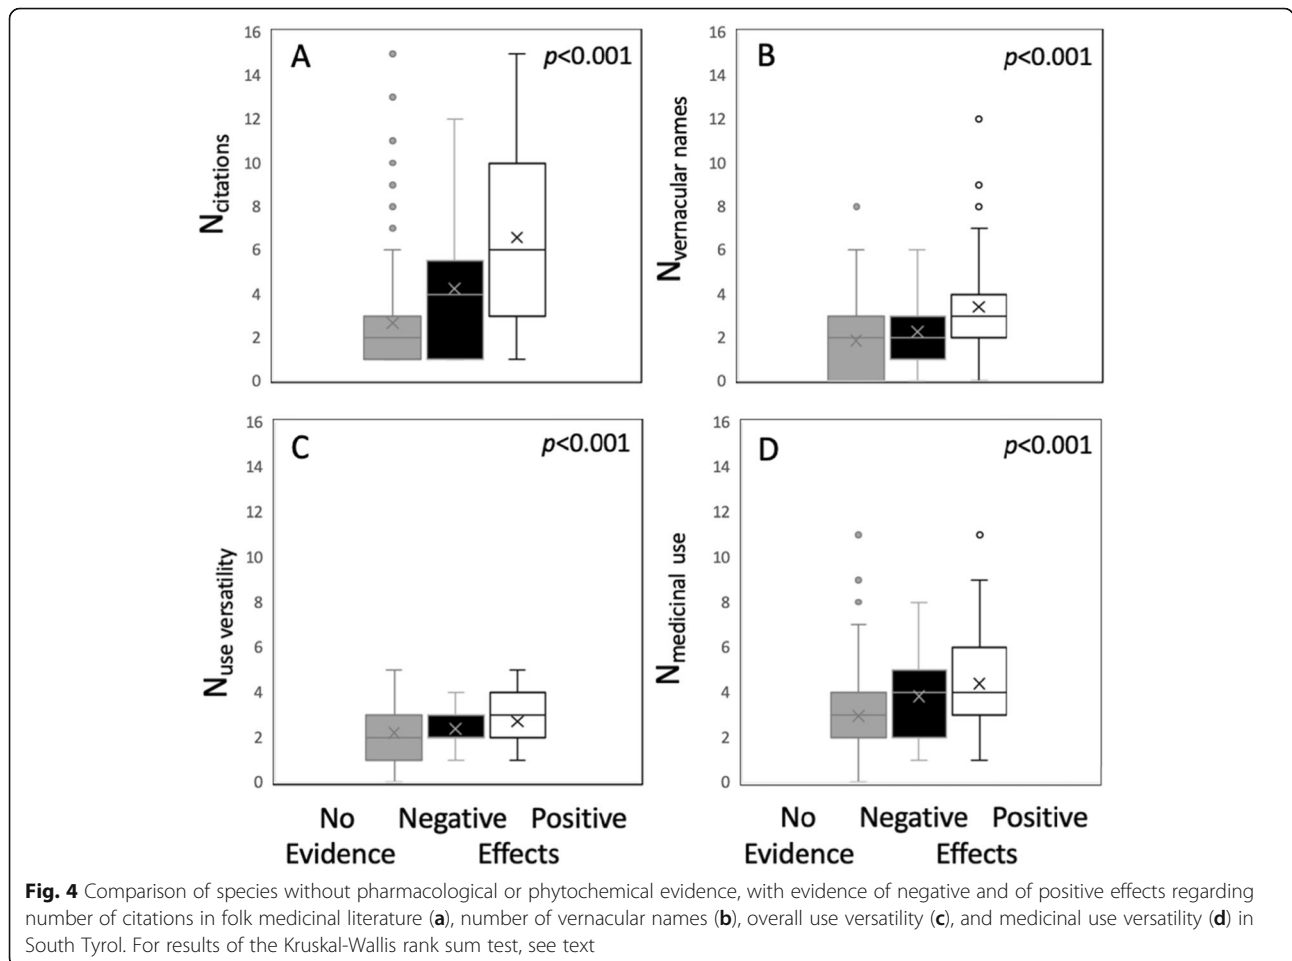 A
p<0.001
16
14
12
10
8
6
4
2
0
Ncitations
B
p<0.001
16
14
12
10
8
6
4
2
0
Nvernacular names
C
p<0.001
16
14
12
10
8
6
4
2
0
Nuse versatility
D
p<0.001
16
14
12
10
8
6
4
2
0
Nmedicinal use
No Negative Positive
Evidence Effects
No Negative Positive
Evidence Effects
Fig. 4 Comparison of species without pharmacological or phytochemical evidence, with evidence of negative and of positive effects regarding
number of citations in folk medicinal literature (a), number of vernacular names (b), overall use versatility (c), and medicinal use versatility (d) in
South Tyrol. For results of the Kruskal-Wallis rank sum test, see text